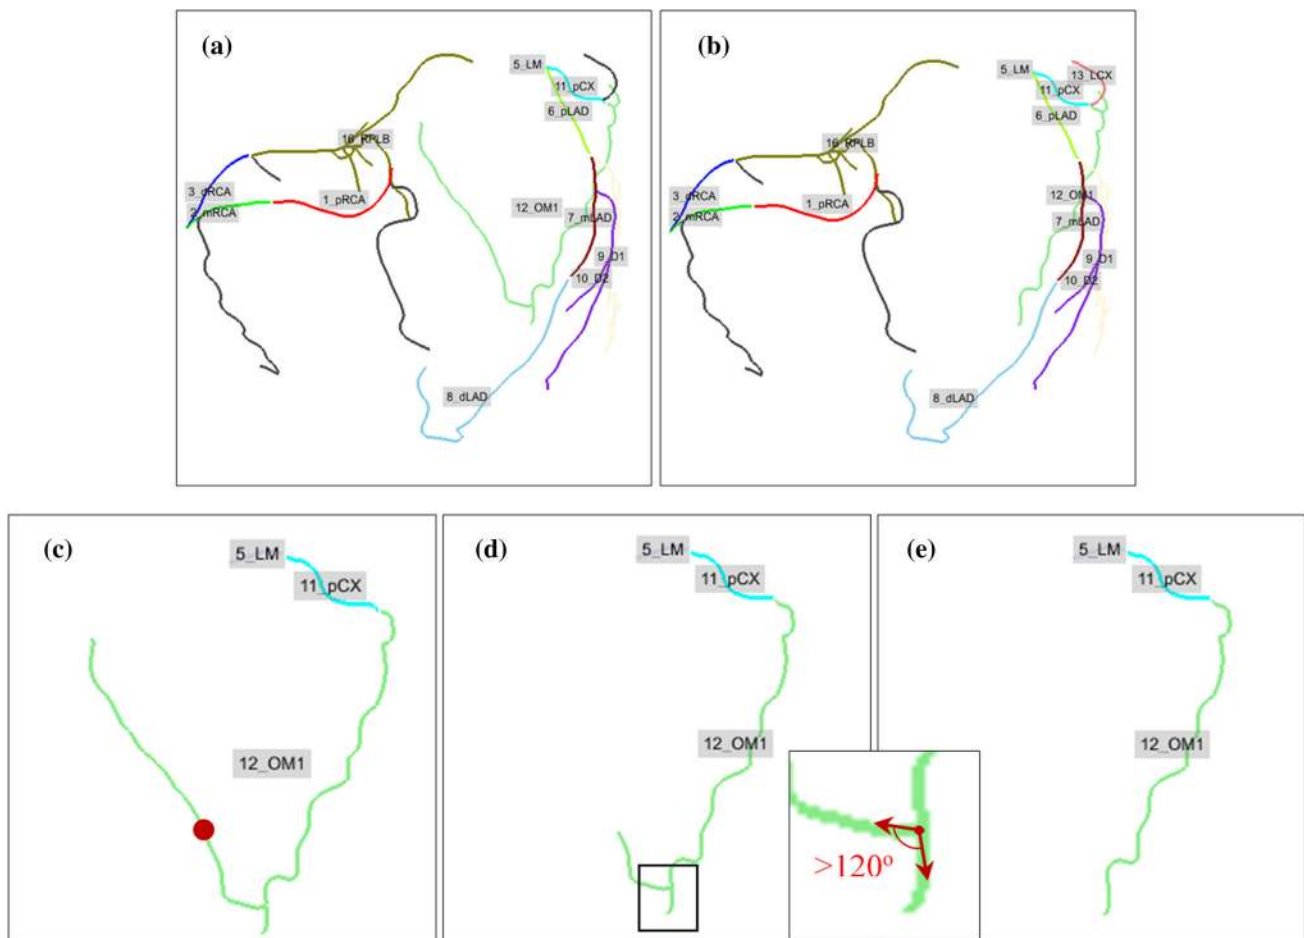 (a)
5_LM
11_pCX
6_pLAD
16_RPLB
3_dRCA
1_pRCA
2_mRCA
12_OM1
7_mLAD
9_D1
10_D2
8_dLAD
(b)
5_LM
13_LCX
11_pCX
6_pLAD
16_RPLB
3_dRCA
1_pRCA
2_mRCA
12_OM1
7_mLAD
9_D1
10_D2
8_dLAD
(c)
5_LM
11_pCX
12_OM1
(d)
5_LM
11_pCX
12_OM1
>120º
(e)
5_LM
11_pCX
12_OM1